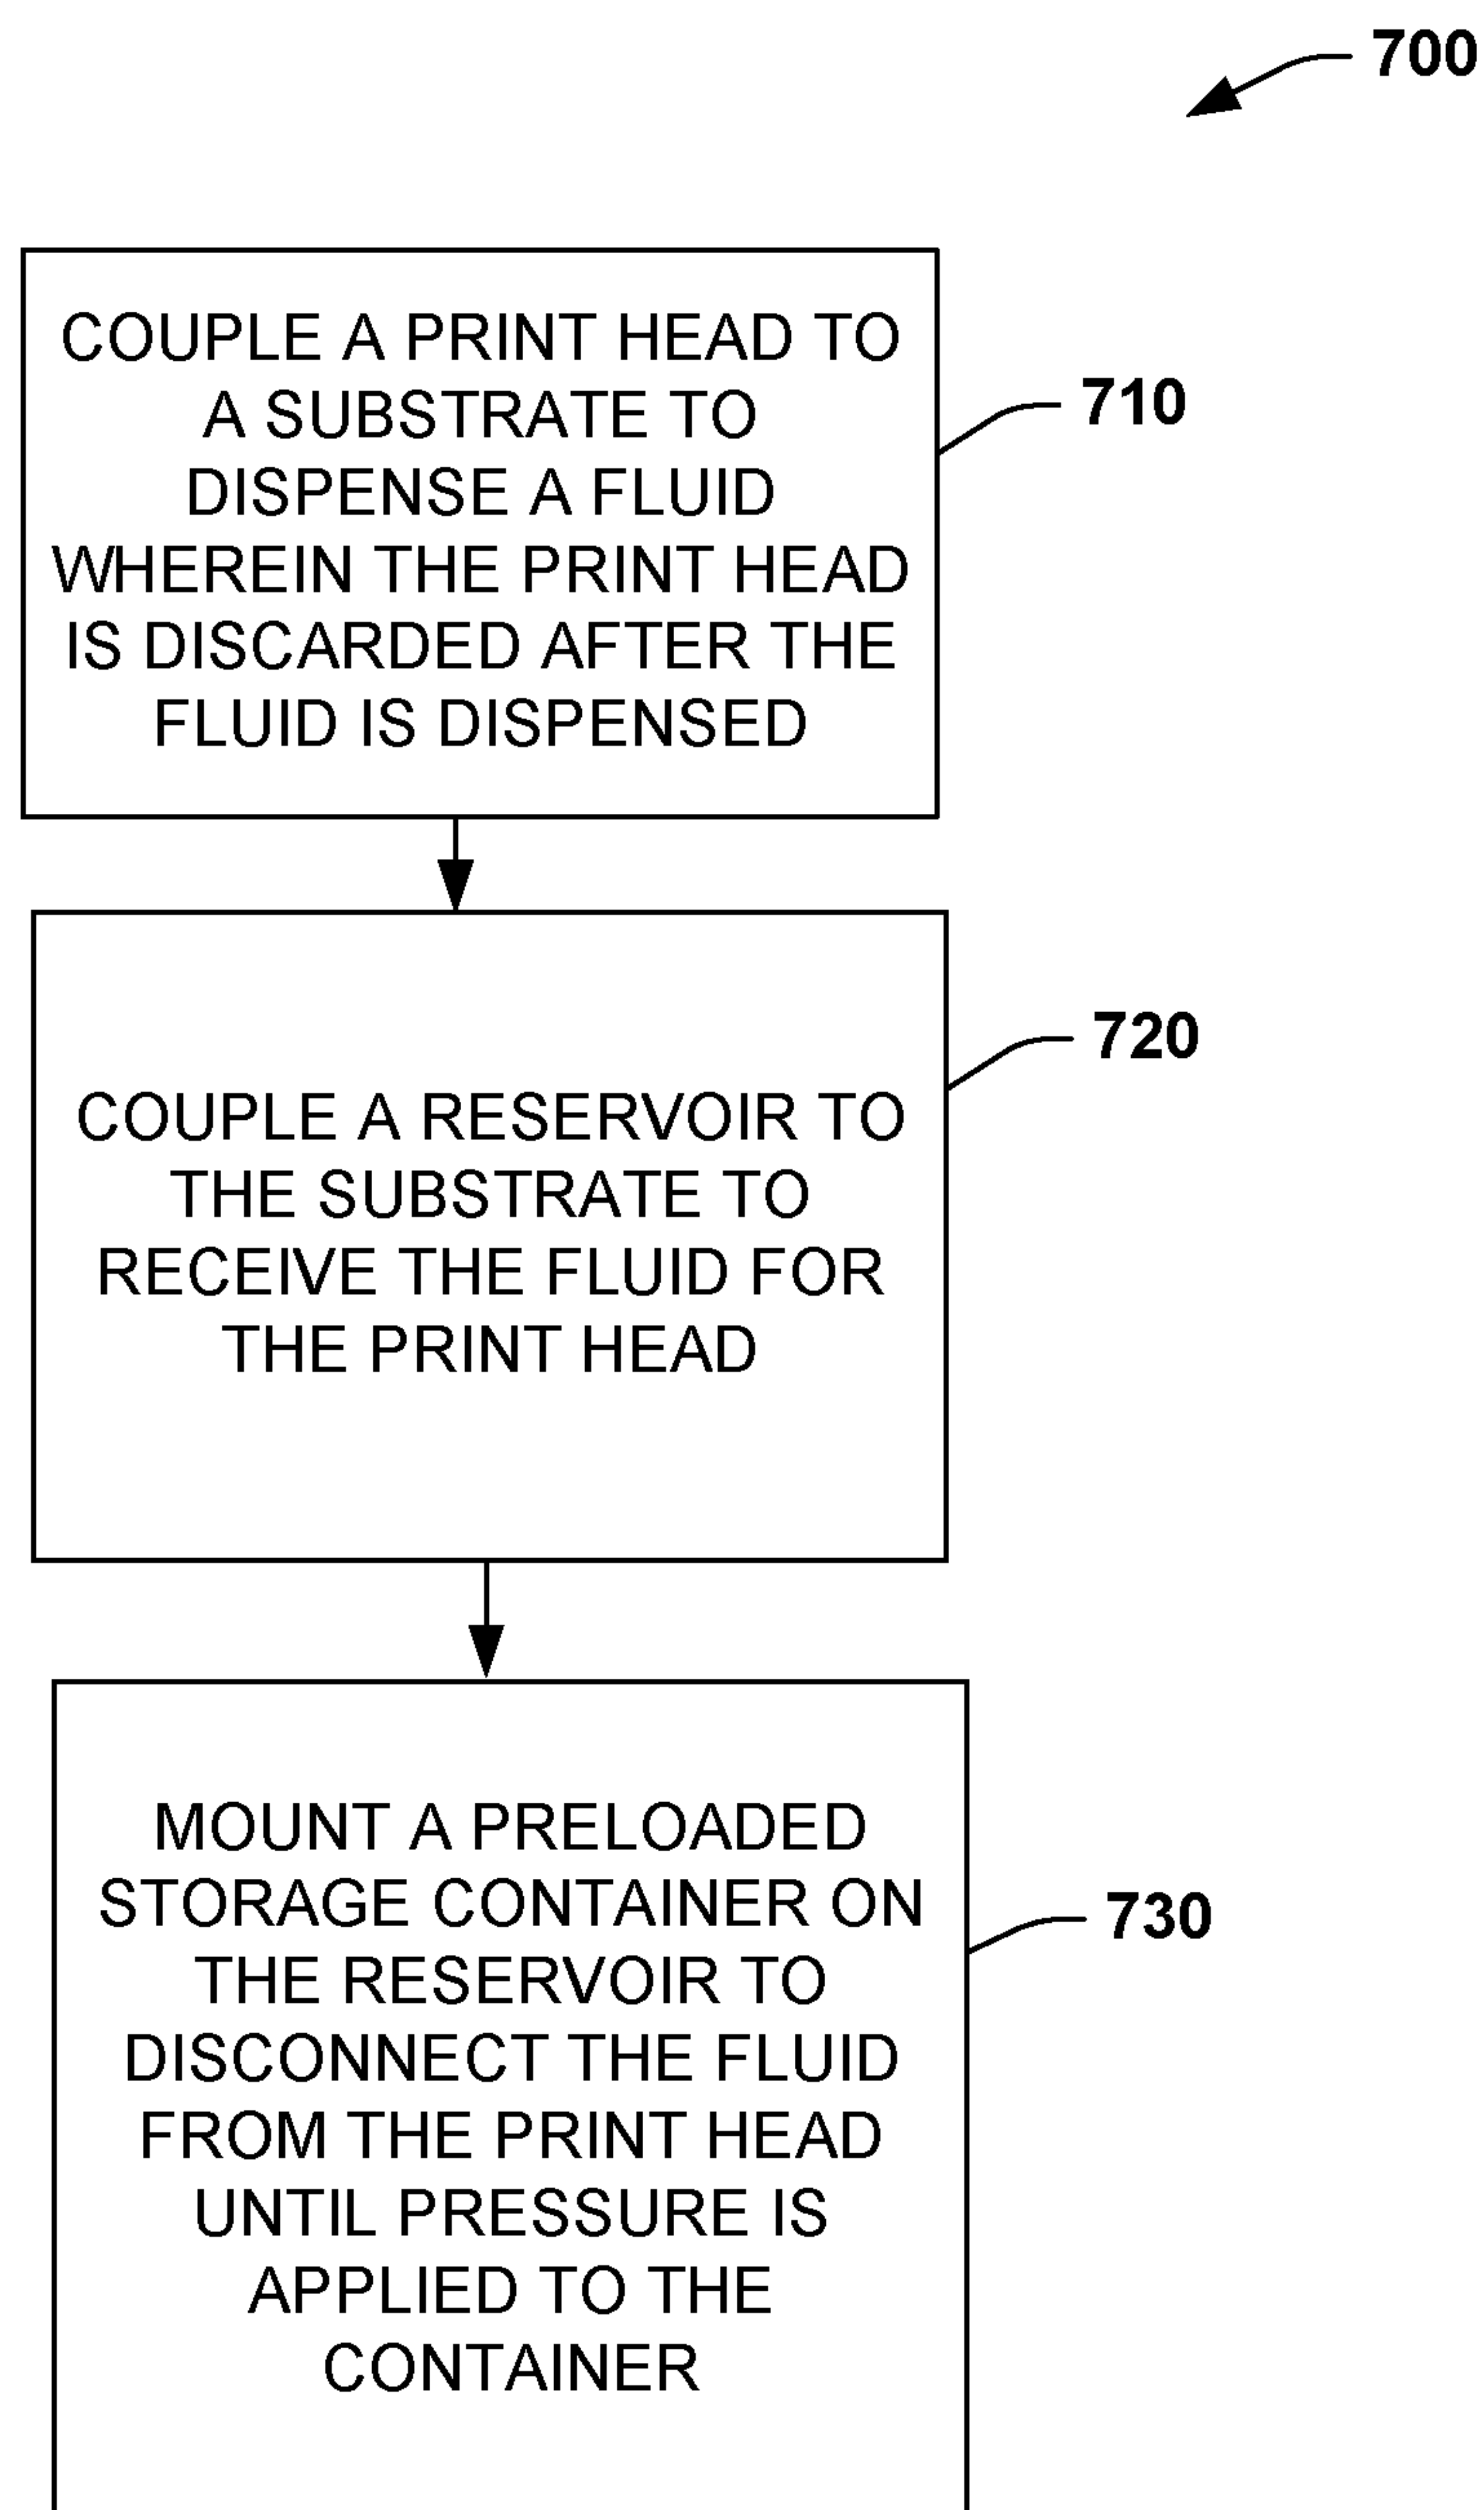 700
COUPLE A PRINT HEAD TO
A SUBSTRATE TO
DISPENSE A FLUID
WHEREIN THE PRINT HEAD
IS DISCARDED AFTER THE
FLUID IS DISPENSED
710
COUPLE A RESERVOIR TO
THE SUBSTRATE TO
RECEIVE THE FLUID FOR
THE PRINT HEAD
720
MOUNT A PRELOADED
STORAGE CONTAINER ON
THE RESERVOIR TO
DISCONNECT THE FLUID
FROM THE PRINT HEAD
UNTIL PRESSURE IS
APPLIED TO THE
CONTAINER
730